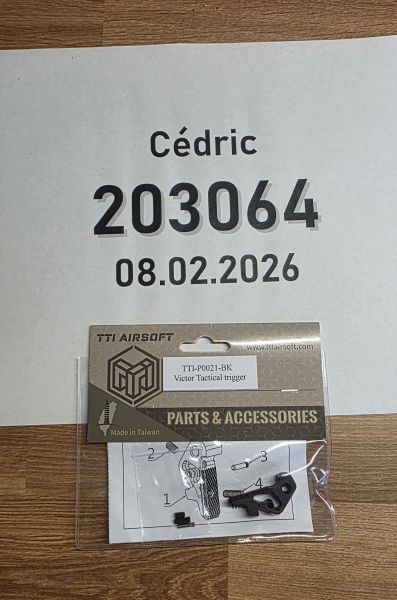 Cédric
203064
08.02.2026
TTI AIRSOFT
www.ttiairsoft.com
TTI-P0021-BK
Victor Tactical trigger
PARTS & ACCESSORIES
Made in Taiwan
2
3
1
4